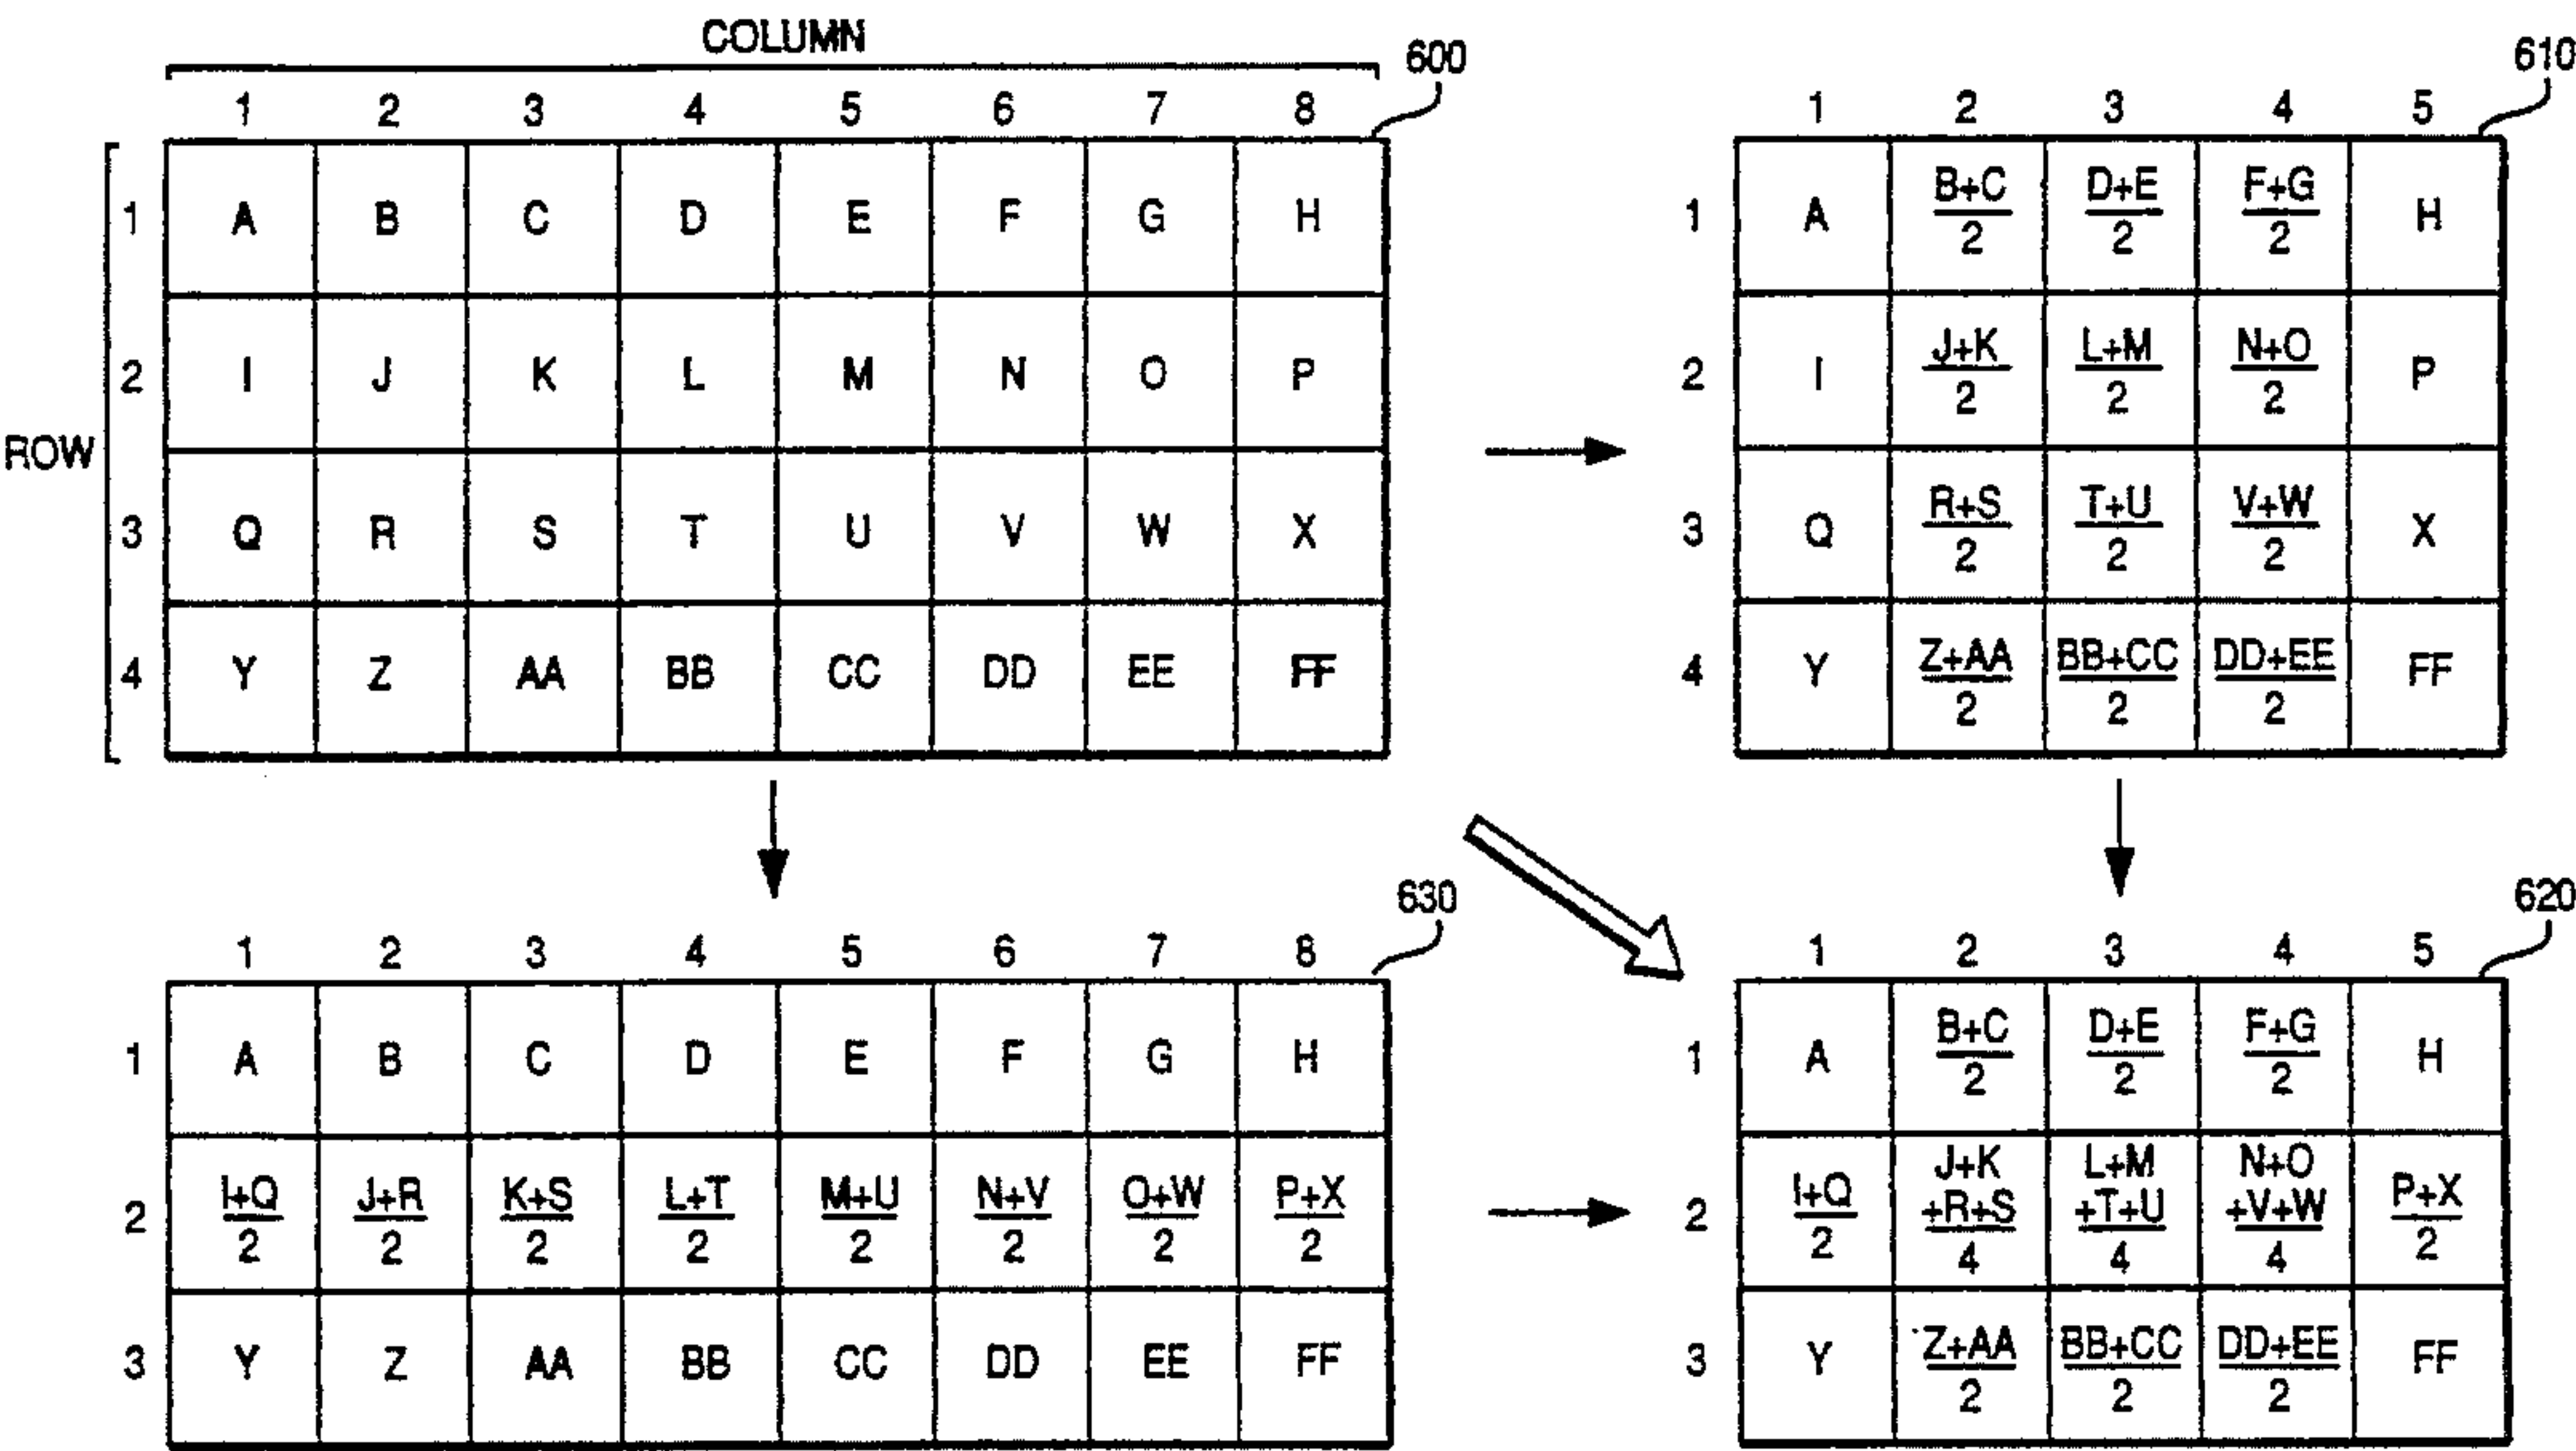 COLUMN
600
1 2 3 4 5 6 7 8
ROW
1 A B C D E F G H
2 I J K L M N O P
3 Q R S T U V W X
4 Y Z AA BB CC DD EE FF
610
1 2 3 4 5
1 A B+C/2 D+E/2 F+G/2 H
2 I J+K/2 L+M/2 N+O/2 P
3 Q R+S/2 T+U/2 V+W/2 X
4 Y Z+AA/2 BB+CC/2 DD+EE/2 FF
630
1 2 3 4 5 6 7 8
1 A B C D E F G H
2 I+Q/2 J+R/2 K+S/2 L+T/2 M+U/2 N+V/2 O+W/2 P+X/2
3 Y Z AA BB CC DD EE FF
620
1 2 3 4 5
1 A B+C/2 D+E/2 F+G/2 H
2 I+Q/2 J+K+R+S/4 L+M+T+U/4 N+O+V+W/4 P+X/2
3 Y Z+AA/2 BB+CC/2 DD+EE/2 FF